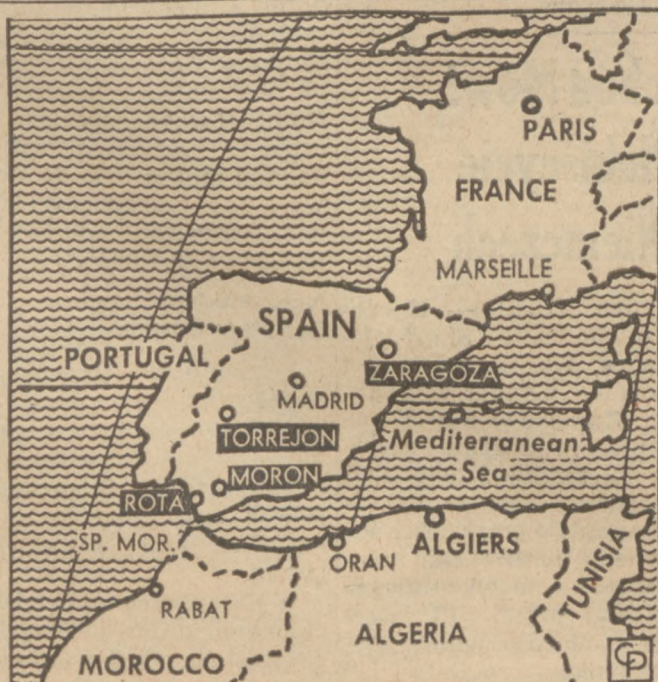 PARIS
FRANCE
MARSEILLE
SPAIN
PORTUGAL
ZARAGOZA
MADRID
TORREJON
Mediterranean
Sea
MORON
ROTA
SP. MOR.
ORAN
ALGIERS
TUNISIA
RABAT
ALGERIA
MOROCCO
CP